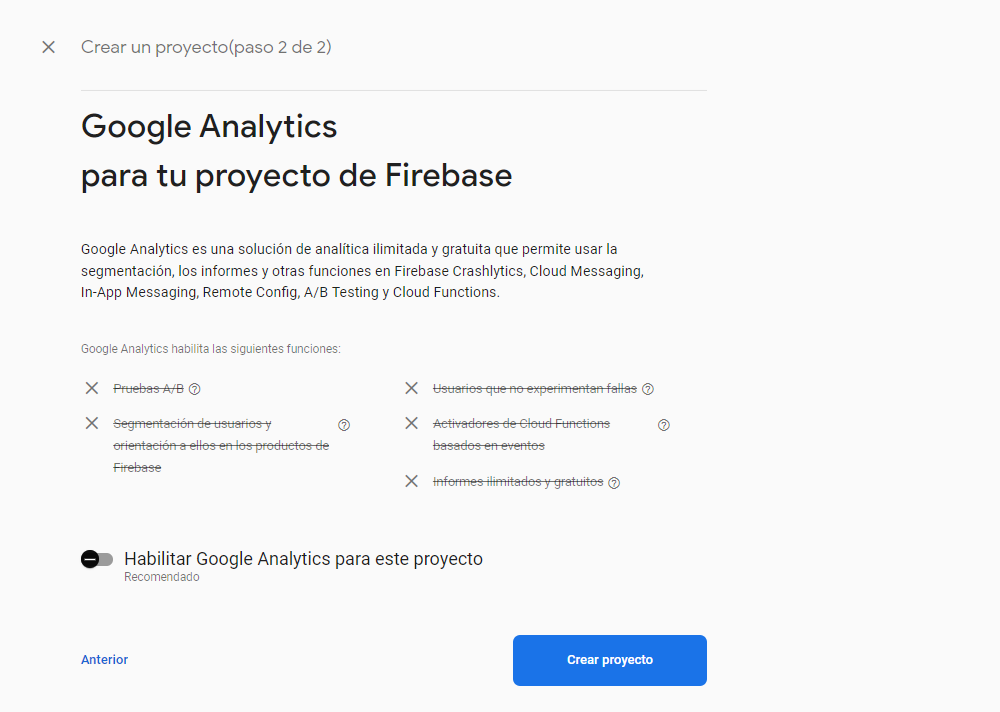 Crear un proyecto(paso 2 de 2)
Google Analytics
para tu proyecto de Firebase
Google Analytics es una solución de analítica ilimitada y gratuita que permite usar la
segmentación, los informes y otras funciones en Firebase Crashlytics, Cloud Messaging,
In-App Messaging, Remote Config, A/B Testing y Cloud Functions.
Google Analytics habilita las siguientes funciones:
Pruebas A/B
Segmentación de usuarios y
orientación a ellos en los productos de
Firebase
Usuarios que no experimentan fallas
Activadores de Cloud Functions
basados en eventos
Informes ilimitados y gratuitos
Habilitar Google Analytics para este proyecto
Recomendado
Anterior
Crear proyecto